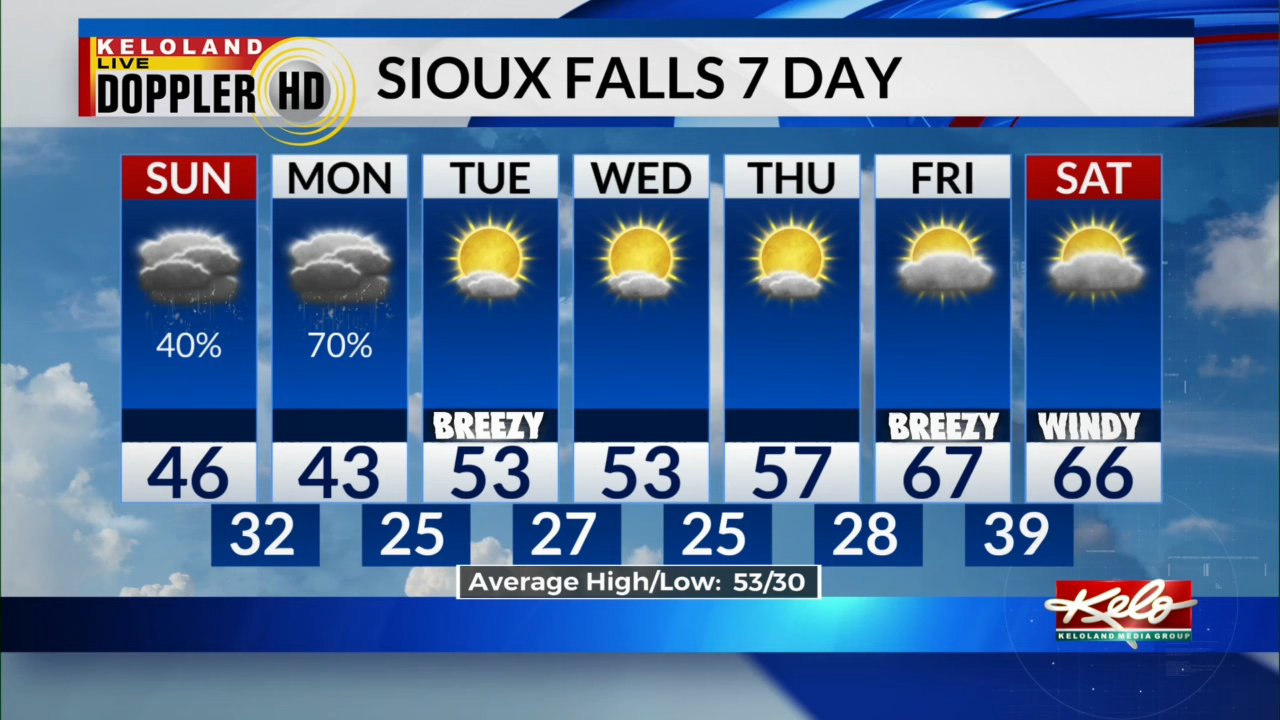 KELOLAND
LIVE
DOPPLER HD
SIOUX FALLS 7 DAY
SUN MON TUE WED THU FRI SAT
40% 70%
BREEZY BREEZY WINDY
46 43 53 53 57 67 66
32 25 27 25 28 39
Average High/Low: 53/30
Kelo
KELOLAND MEDIA GROUP